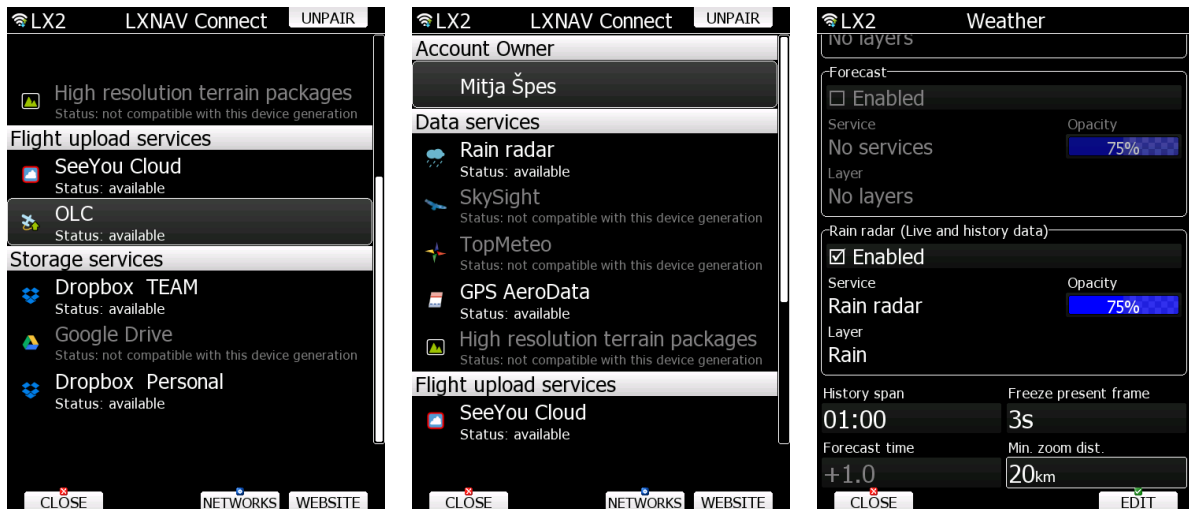 LX2 LXNAV Connect UNPAIR
High resolution terrain packages
Status: not compatible with this device generation
Flight upload services
SeeYou Cloud
Status: available
OLC
Status: available
Storage services
Dropbox TEAM
Status: available
Google Drive
Status: not compatible with this device generation
Dropbox Personal
Status: available
CLOSE NETWORKS WEBSITE
LX2 LXNAV Connect UNPAIR
Account Owner
Mitja Špes
Data services
Rain radar
Status: available
SkySight
Status: not compatible with this device generation
TopMeteo
Status: not compatible with this device generation
GPS AeroData
Status: available
High resolution terrain packages
Status: not compatible with this device generation
Flight upload services
SeeYou Cloud
Status: available
CLOSE NETWORKS WEBSITE
LX2 Weather
No layers
Forecast
Enabled
Service Opacity
No services 75%
Layer
No layers
Rain radar (Live and history data)
Enabled
Service Opacity
Rain radar 75%
Layer
Rain
History span Freeze present frame
01:00 3s
Forecast time Min. zoom dist.
+1.0 20km
CLOSE EDIT